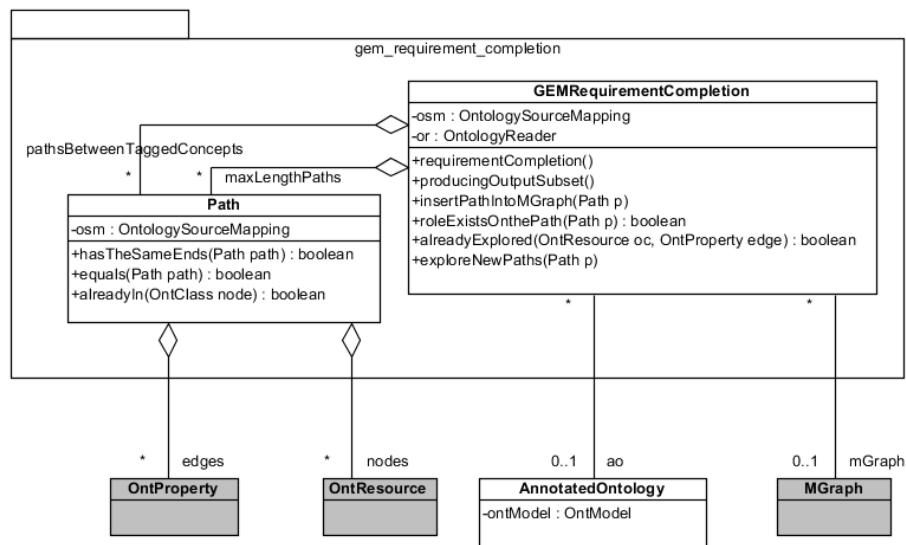 gem_requirement_completion
GEMRequirementCompletion
-osm : OntologySourceMapping
-or : OntologyReader
+requirementCompletion()
+producingOutputSubset()
+insertPathIntoMGraph(Path p)
+roleExistsOnthePath(Path p) : boolean
+alreadyExplored(OntResource oc, OntProperty edge) : boolean
+exploreNewPaths(Path p)
pathsBetweenTaggedConcepts
*
*
maxLengthPaths
Path
-osm : OntologySourceMapping
+hasTheSameEnds(Path path) : boolean
+equals(Path path) : boolean
+alreadyIn(OntClass node) : boolean
*
*
* edges
* nodes
0..1 ao
0..1 mGraph
OntProperty
OntResource
AnnotatedOntology
-ontModel : OntModel
MGraph